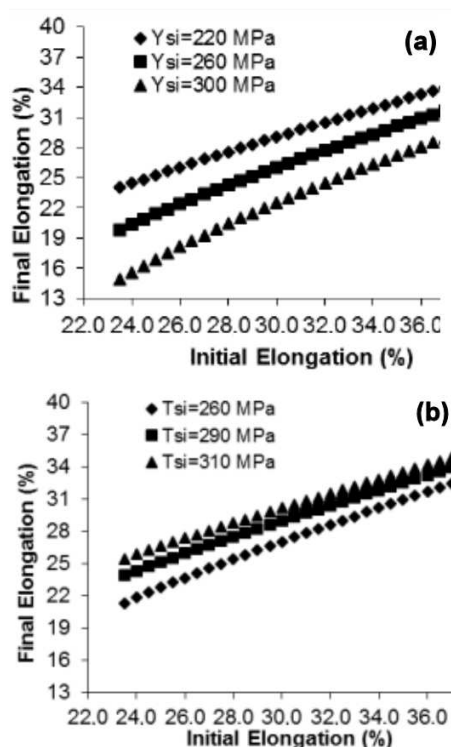 40
(a)
Ysi=220 MPa
37
Ysi=260 MPa
34
Ysi=300 MPa
31
28
25
22
19
16
13
Final Elongation (%)
22.0 24.0 26.0 28.0 30.0 32.0 34.0 36.0
Initial Elongation (%)
40
(b)
Tsi=260 MPa
37
Tsi=290 MPa
34
Tsi=310 MPa
31
28
25
22
19
16
13
Final Elongation (%)
22.0 24.0 26.0 28.0 30.0 32.0 34.0 36.0
Initial Elongation (%)